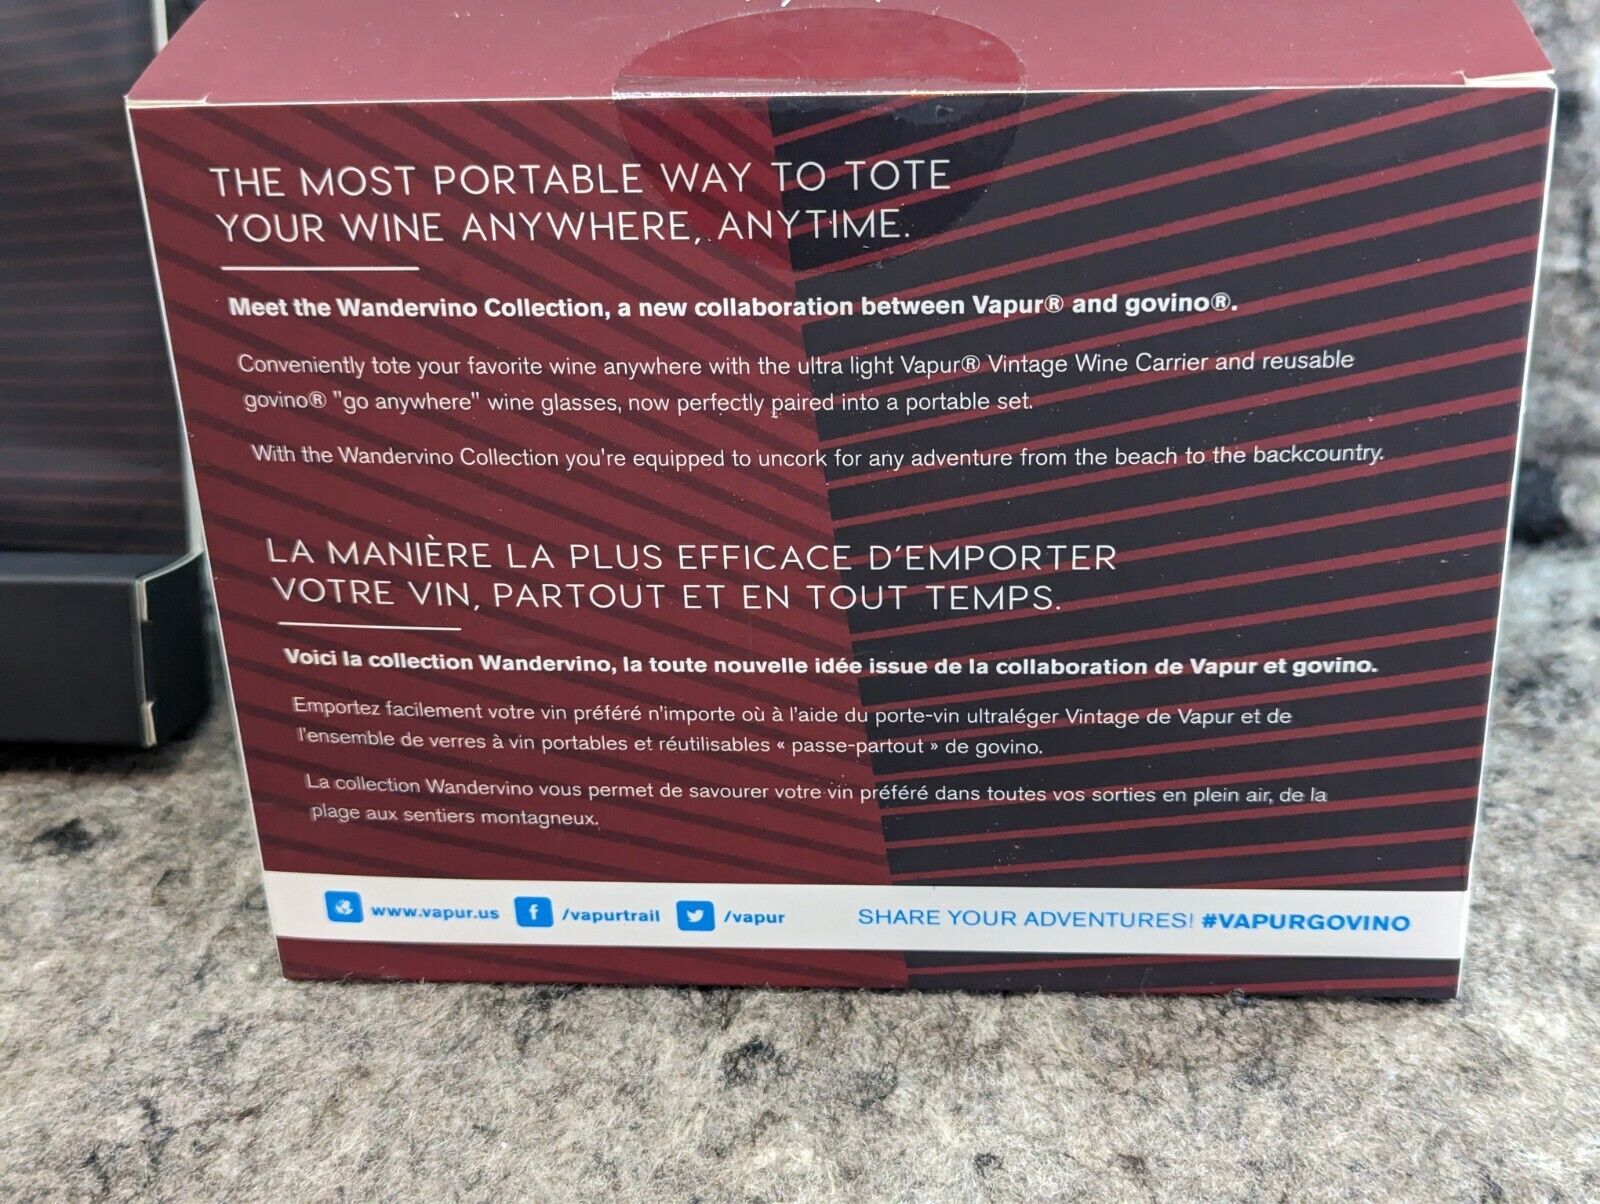 THE MOST PORTABLE WAY TO TOTE
YOUR WINE ANYWHERE, ANYTIME.
Meet the Wandervino Collection, a new collaboration between Vapur® and govino®.
Conveniently tote your favorite wine anywhere with the ultra light Vapur® Vintage Wine Carrier and reusable
govino® "go anywhere" wine glasses, now perfectly paired into a portable set.
With the Wandervino Collection you're equipped to uncork for any adventure from the beach to the backcountry.
LA MANIÈRE LA PLUS EFFICACE D'EMPORTER
VOTRE VIN, PARTOUT ET EN TOUT TEMPS.
Voici la collection Wandervino, la toute nouvelle idée issue de la collaboration de Vapur et govino.
Emportez facilement votre vin préféré n'importe où à l'aide du porte-vin ultraléger Vintage de Vapur et de
l'ensemble de verres à vin portables et réutilisables « passe-partout » de govino.
La collection Wandervino vous permet de savourer votre vin préféré dans toutes vos sorties en plein air, de la
plage aux sentiers montagneux.
www.vapur.us f /vapurtrail /vapur SHARE YOUR ADVENTURES! #VAPURGOVINO